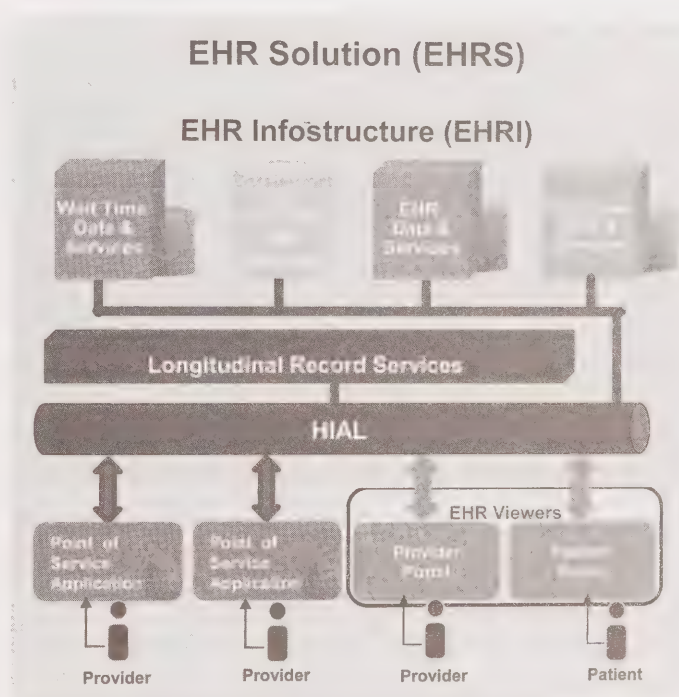 EHR Solution (EHRS)
EHR Infostructure (EHRI)
Wait Time
Data &
Services
EHR
Data &
Services
Longitudinal Record Services
HIAL
EHR Viewers
Point of
Service
Application
Point of
Service
Application
Provider
Portal
Provider
Provider
Provider
Patient